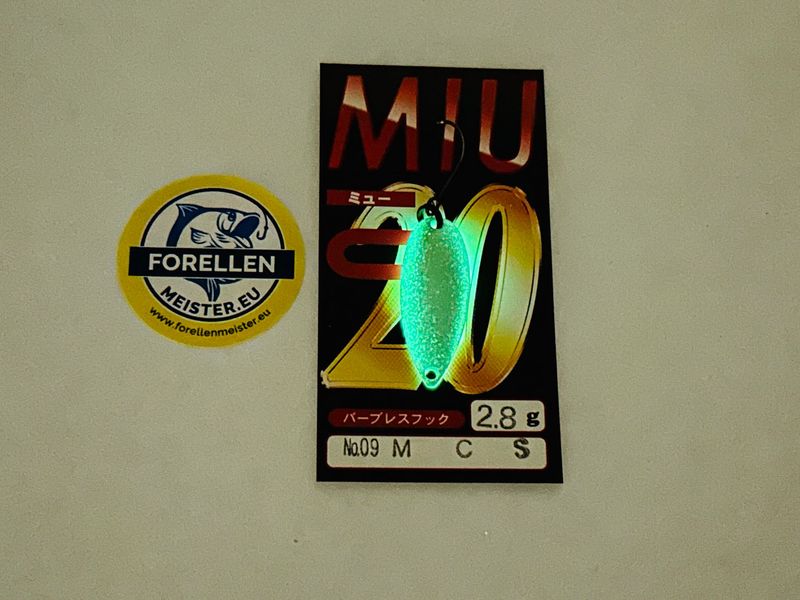 MIU
ミュー
20
FORELLEN
MEISTER.EU
www.forellenmeister.eu
バーブレスフック
2.8 g
No.09 M C S